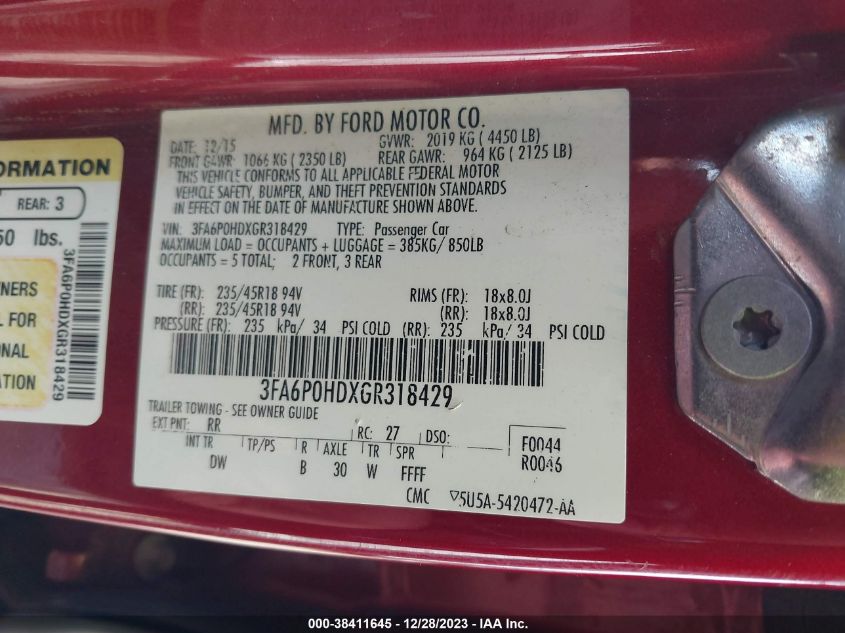 MFD. BY FORD MOTOR CO.
DATE: 12/15 GVWR: 2019 KG ( 4450 LB)
FRONT GAWR: 1066 KG ( 2350 LB) REAR GAWR: 964 KG ( 2125 LB)
THIS VEHICLE CONFORMS TO ALL APPLICABLE FEDERAL MOTOR
VEHICLE SAFETY, BUMPER, AND THEFT PREVENTION STANDARDS
IN EFFECT ON THE DATE OF MANUFACTURE SHOWN ABOVE.
VIN: 3FA6P0HDXGR318429 TYPE: Passenger Car
MAXIMUM LOAD = OCCUPANTS + LUGGAGE = 385KG/ 850LB
OCCUPANTS = 5 TOTAL; 2 FRONT, 3 REAR
TIRE (FR): 235/45R18 94V RIMS (FR): 18x8.0J
(RR): 235/45R18 94V (RR): 18x8.0J
PRESSURE (FR): 235 kPa/ 34 PSI COLD (RR): 235 kPa/ 34 PSI COLD
3FA6P0HDXGR318429
TRAILER TOWING - SEE OWNER GUIDE
EXT PNT: RR RC: 27 DSO: F0044
INT TR TP/PS R AXLE TR SPR R0046
DW B 30 W FFFF
CMC 5U5A-5420472-AA
FORMATION
REAR: 3
50 lbs.
NERS
L FOR
ONAL
N
3FA6P0HDXGR318429
000-38411645 - 12/28/2023 - IAA Inc.